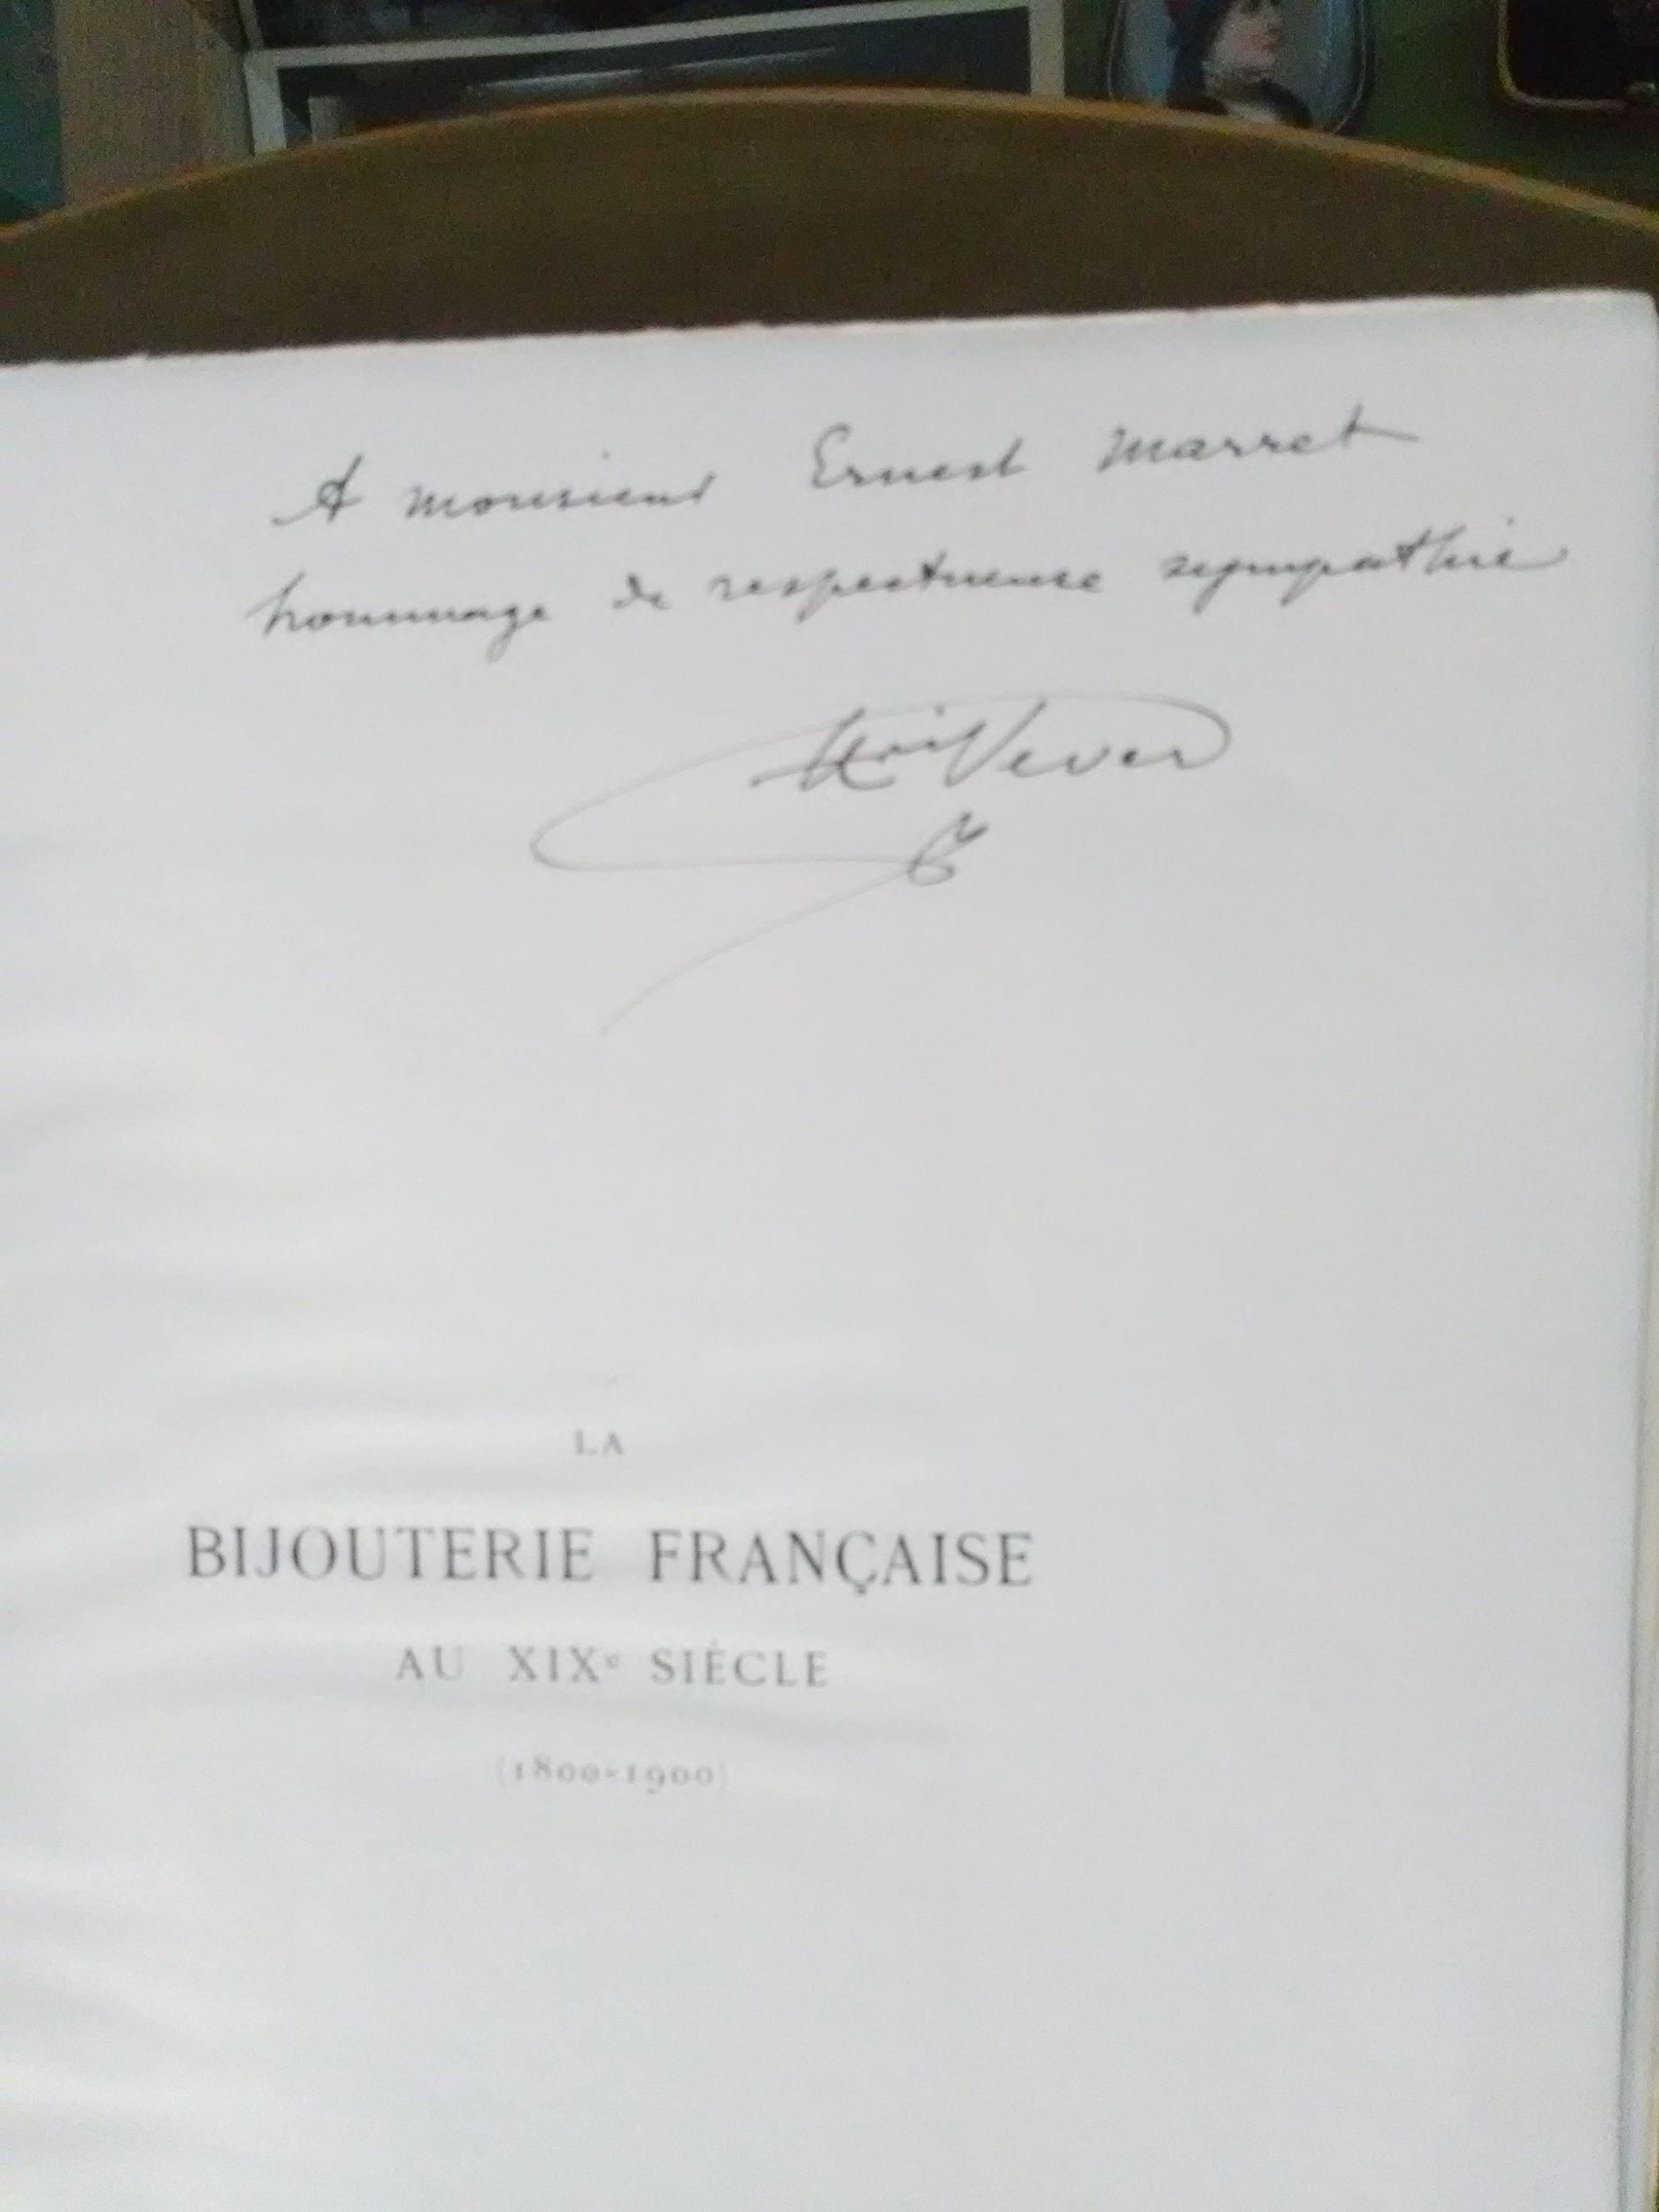 A monsieur Ernest Marret
hommage de respectueuse sympathie
Hri Vever
LA
BIJOUTERIE FRANÇAISE
AU XIXe SIÈCLE
(1800-1900)